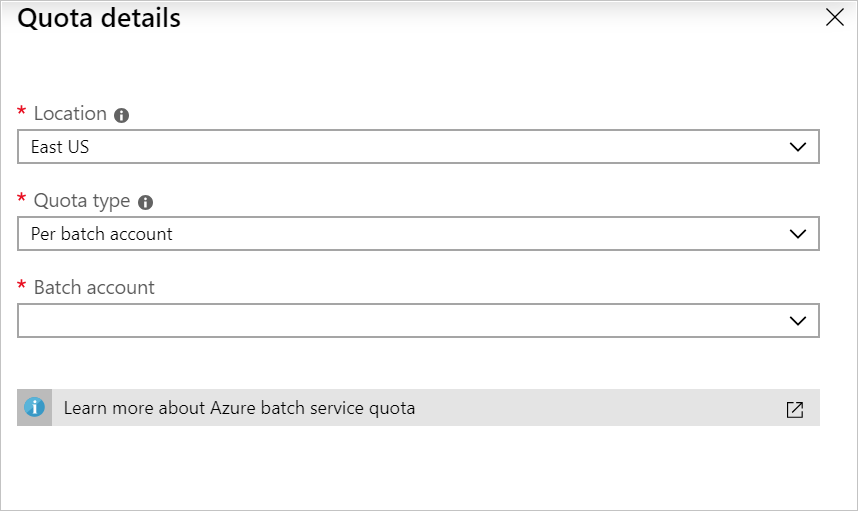 Quota details
* Location
East US
* Quota type
Per batch account
* Batch account
Learn more about Azure batch service quota